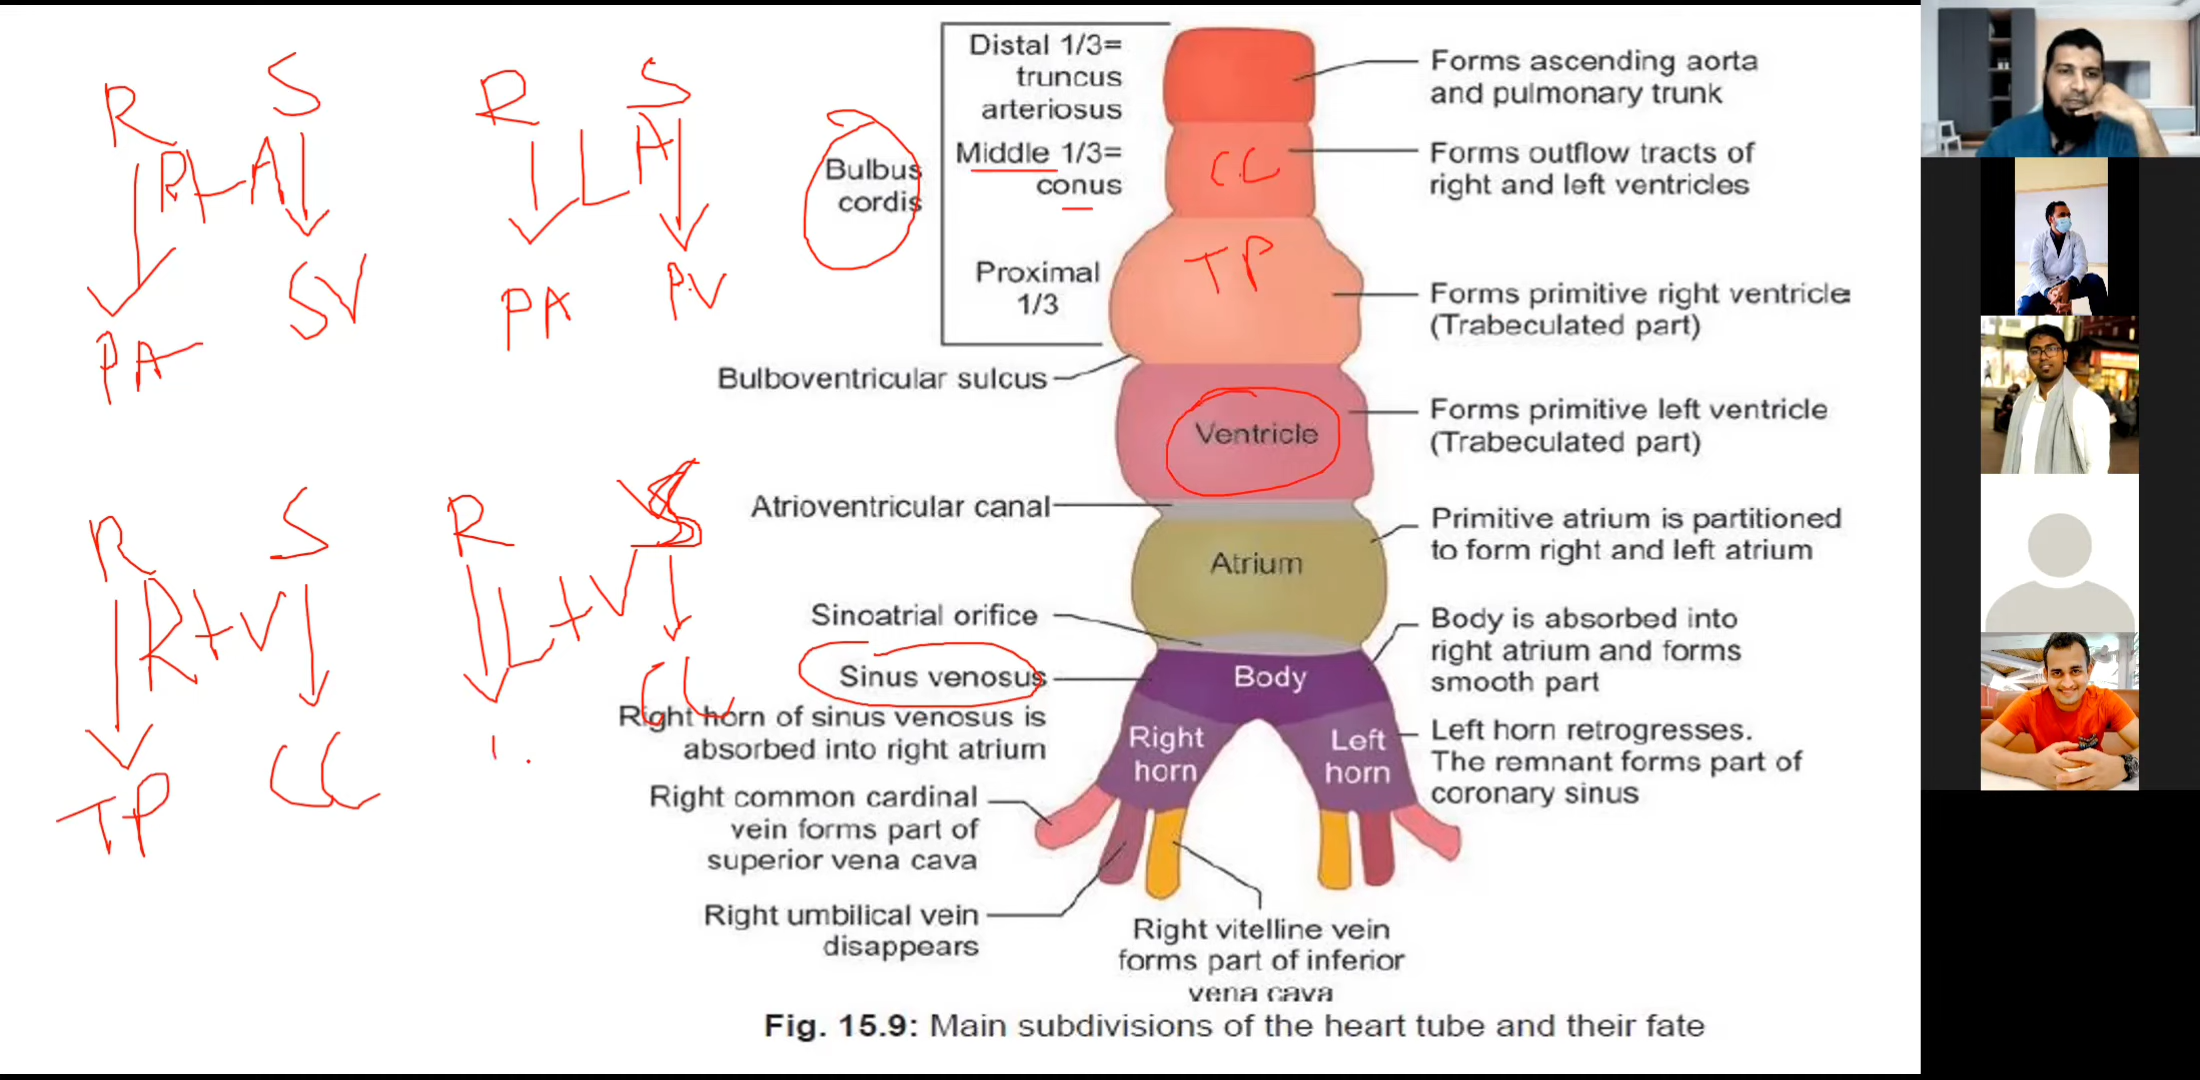 R S
R+A
PA SV
R S
LA
PA PV
R S
R+V
TP CC
R S
L+V
CC
Bulbus
cordis
Distal 1/3=
truncus
arteriosus
Middle 1/3=
conus
Proximal
1/3
CC
TP
Forms ascending aorta
and pulmonary trunk
Forms outflow tracts of
right and left ventricles
Forms primitive right ventricle
(Trabeculated part)
Bulboventricular sulcus
Ventricle
Forms primitive left ventricle
(Trabeculated part)
Atrioventricular canal
Atrium
Primitive atrium is partitioned
to form right and left atrium
Sinoatrial orifice
Sinus venosus
Body
Body is absorbed into
right atrium and forms
smooth part
Right horn of sinus venosus is
absorbed into right atrium
Right
horn
Left
horn
Left horn retrogresses.
The remnant forms part of
coronary sinus
Right common cardinal
vein forms part of
superior vena cava
Right umbilical vein
disappears
Right vitelline vein
forms part of inferior
vena cava
Fig. 15.9: Main subdivisions of the heart tube and their fate